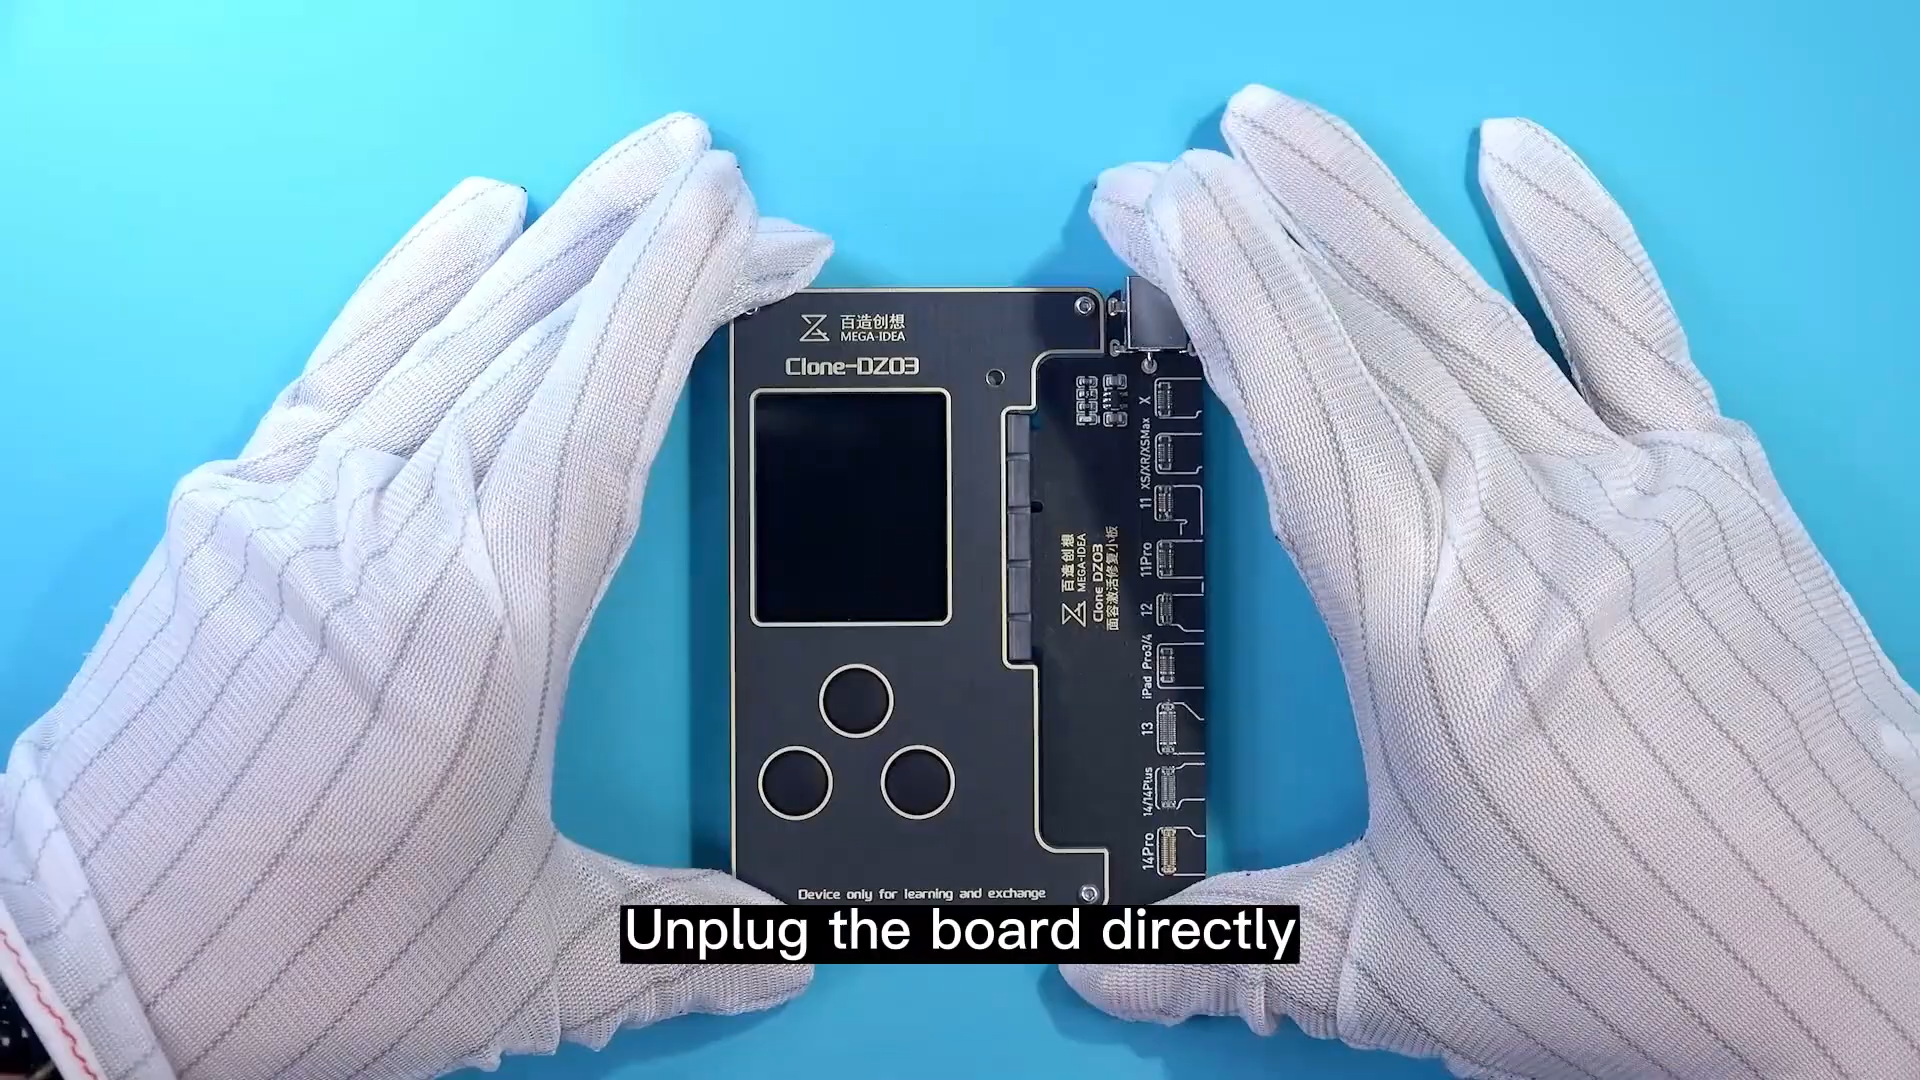 百造创想
MEGA-IDEA
Clone-DZ03
X
XS/XR/XSMax
11
11Pro
12
iPad Pro3/4
13
14/14Plus
14Pro
百造创想
MEGA-IDEA
Clone DZ03
面容激活修复小板
Device only for learning and exchange
Unplug the board directly